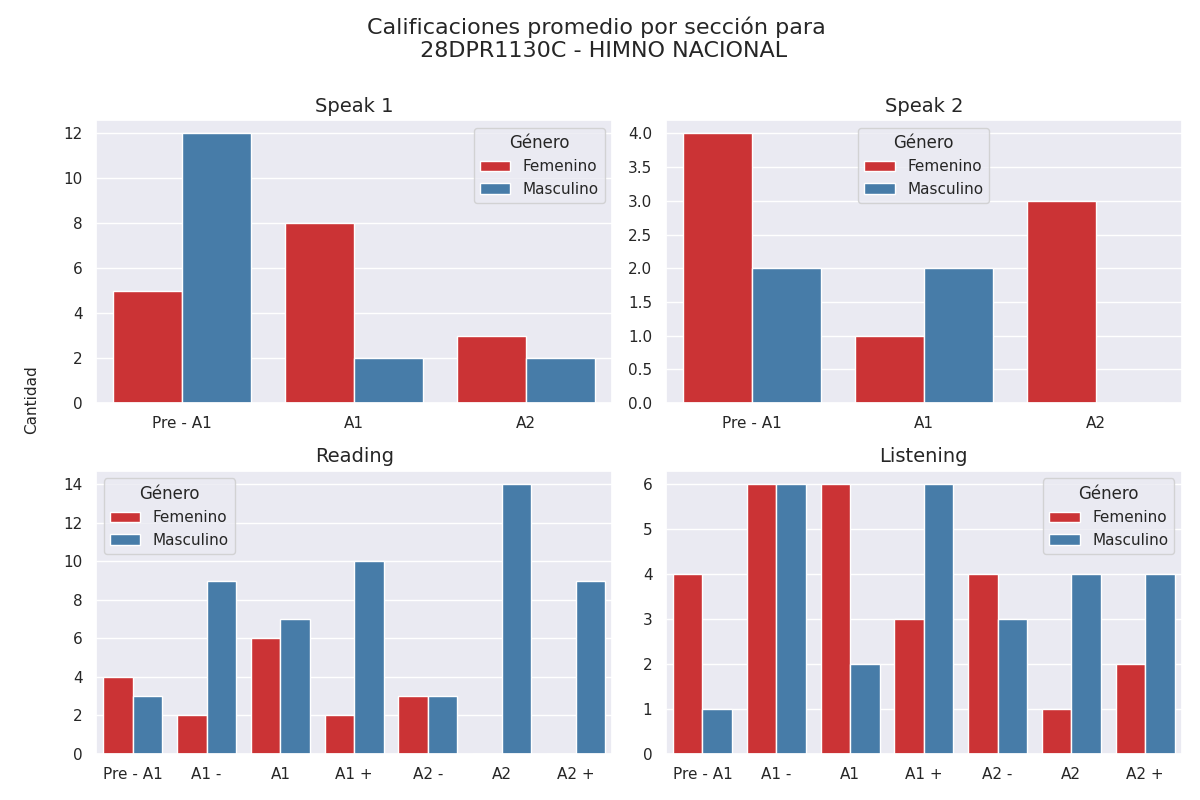 Calificaciones promedio por sección para
28DPR1130C - HIMNO NACIONAL
Cantidad
Speak 1
12
10
8
6
4
2
0
Pre - A1 A1 A2
Género
Femenino
Masculino
Speak 2
4.0
3.5
3.0
2.5
2.0
1.5
1.0
0.5
0.0
Pre - A1 A1 A2
Género
Femenino
Masculino
Reading
14
12
10
8
6
4
2
0
Pre - A1 A1 - A1 A1 + A2 - A2 A2 +
Género
Femenino
Masculino
Listening
6
5
4
3
2
1
0
Pre - A1 A1 - A1 A1 + A2 - A2 A2 +
Género
Femenino
Masculino